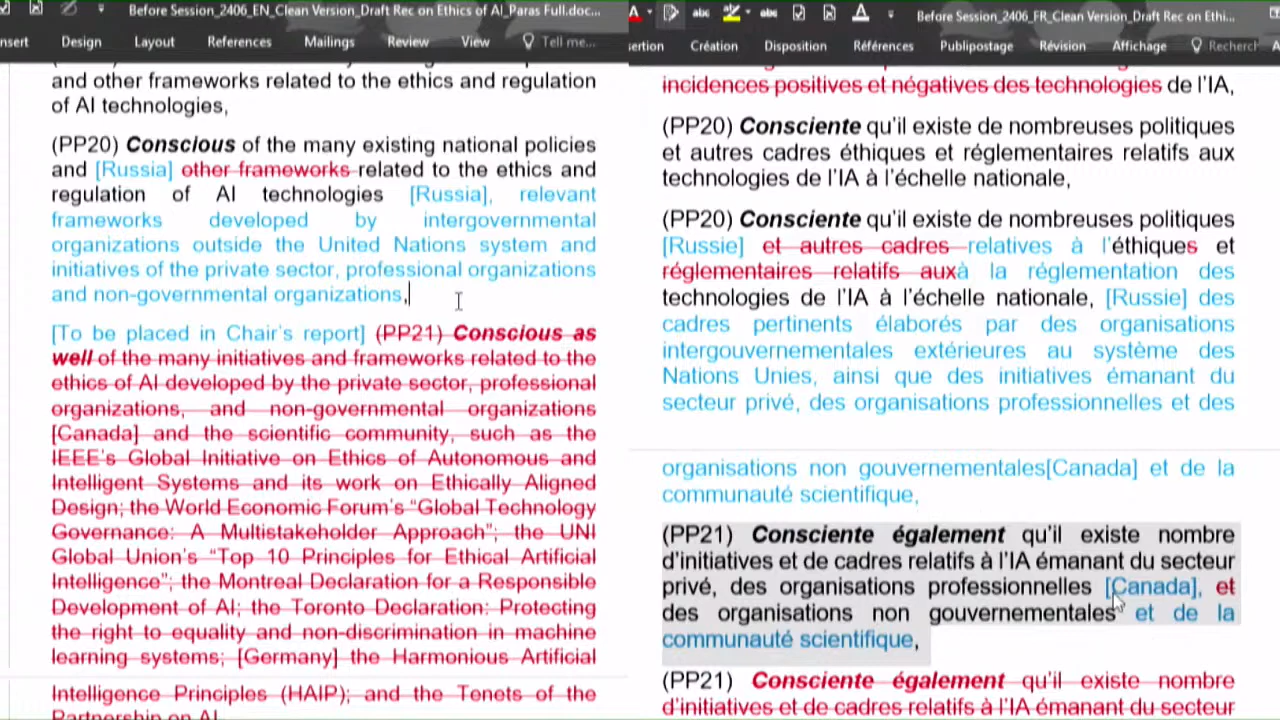 Before Session_2406_EN_Clean Version_Draft Rec on Ethics of AI_Paras Full.doc...
nsert Design Layout References Mailings Review View Tell me...
and other frameworks related to the ethics and regulation
of AI technologies,
(PP20) Conscious of the many existing national policies
and [Russia] other frameworks related to the ethics and
regulation of AI technologies [Russia], relevant
frameworks developed by intergovernmental
organizations outside the United Nations system and
initiatives of the private sector, professional organizations
and non-governmental organizations,
[To be placed in Chair's report] (PP21) Conscious as
well of the many initiatives and frameworks related to the
ethics of AI developed by the private sector, professional
organizations, and non-governmental organizations
[Canada] and the scientific community, such as the
IEEE's Global Initiative on Ethics of Autonomous and
Intelligent Systems and its work on Ethically Aligned
Design; the World Economic Forum's “Global Technology
Governance: A Multistakeholder Approach”; the UNI
Global Union's “Top 10 Principles for Ethical Artificial
Intelligence”; the Montreal Declaration for a Responsible
Development of AI; the Toronto Declaration: Protecting
the right to equality and non-discrimination in machine
learning systems; [Germany] the Harmonious Artificial
Intelligence Principles (HAIP); and the Tenets of the
Partnership on AI
Before Session_2406_FR_Clean Version_Draft Rec on Ethi...
sertion Création Disposition Références Publipostage Révision Affichage Recherc
incidences positives et négatives des technologies de l'IA,
(PP20) Consciente qu'il existe de nombreuses politiques
et autres cadres éthiques et réglementaires relatifs aux
technologies de l'IA à l'échelle nationale,
(PP20) Consciente qu'il existe de nombreuses politiques
[Russie] et autres cadres relatives à l'éthiques et
réglementaires relatifs auxà la réglementation des
technologies de l'IA à l'échelle nationale, [Russie] des
cadres pertinents élaborés par des organisations
intergouvernementales extérieures au système des
Nations Unies, ainsi que des initiatives émanant du
secteur privé, des organisations professionnelles et des
organisations non gouvernementales[Canada] et de la
communauté scientifique,
(PP21) Consciente également qu'il existe nombre
d'initiatives et de cadres relatifs à l'IA émanant du secteur
privé, des organisations professionnelles [Canada], et
des organisations non gouvernementales et de la
communauté scientifique,
(PP21) Consciente également qu'il existe nombre
d'initiatives et de cadres relatifs à l'IA émanant du secteur